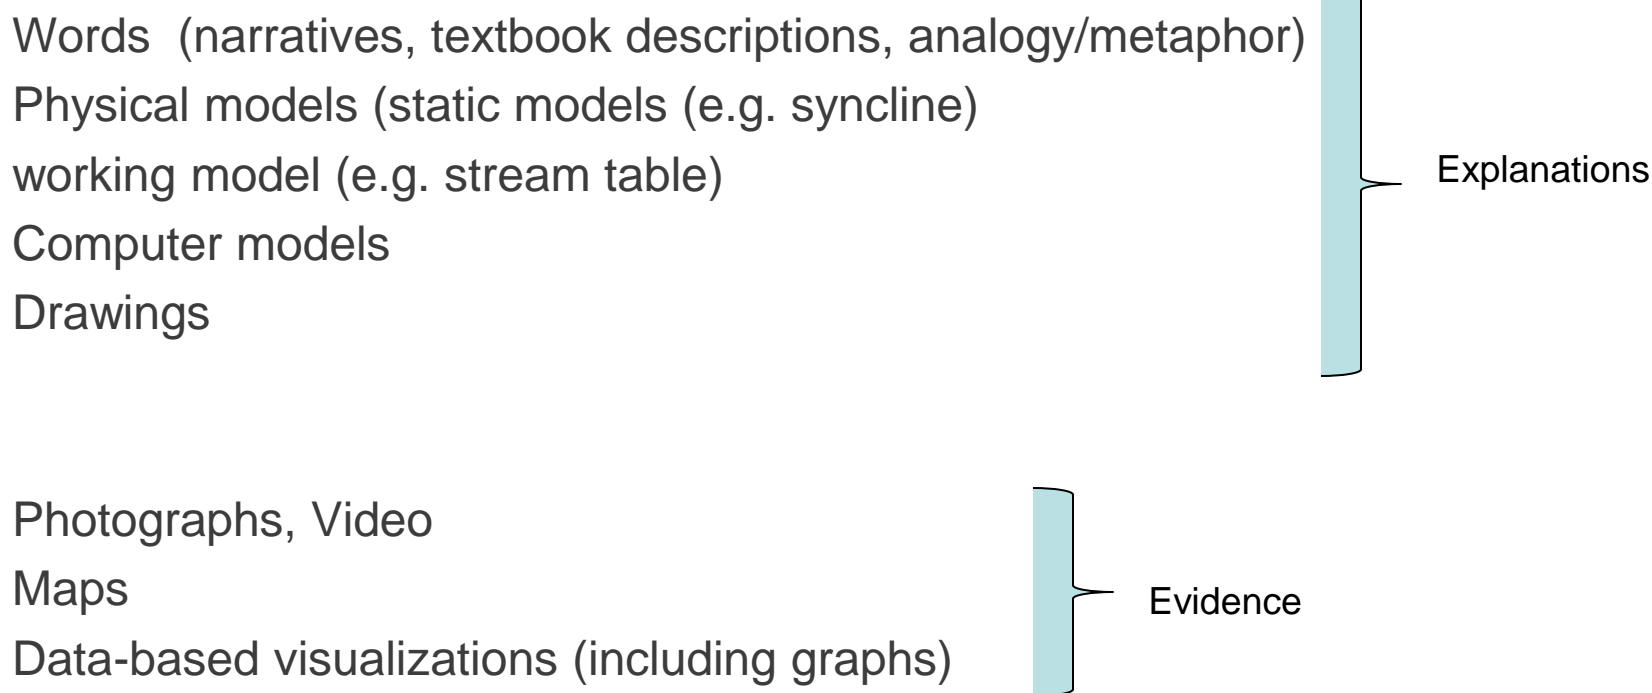 Words (narratives, textbook descriptions, analogy/metaphor)
Physical models (static models (e.g. syncline)
working model (e.g. stream table)
Computer models
Drawings
Explanations
Photographs, Video
Maps
Data-based visualizations (including graphs)
Evidence